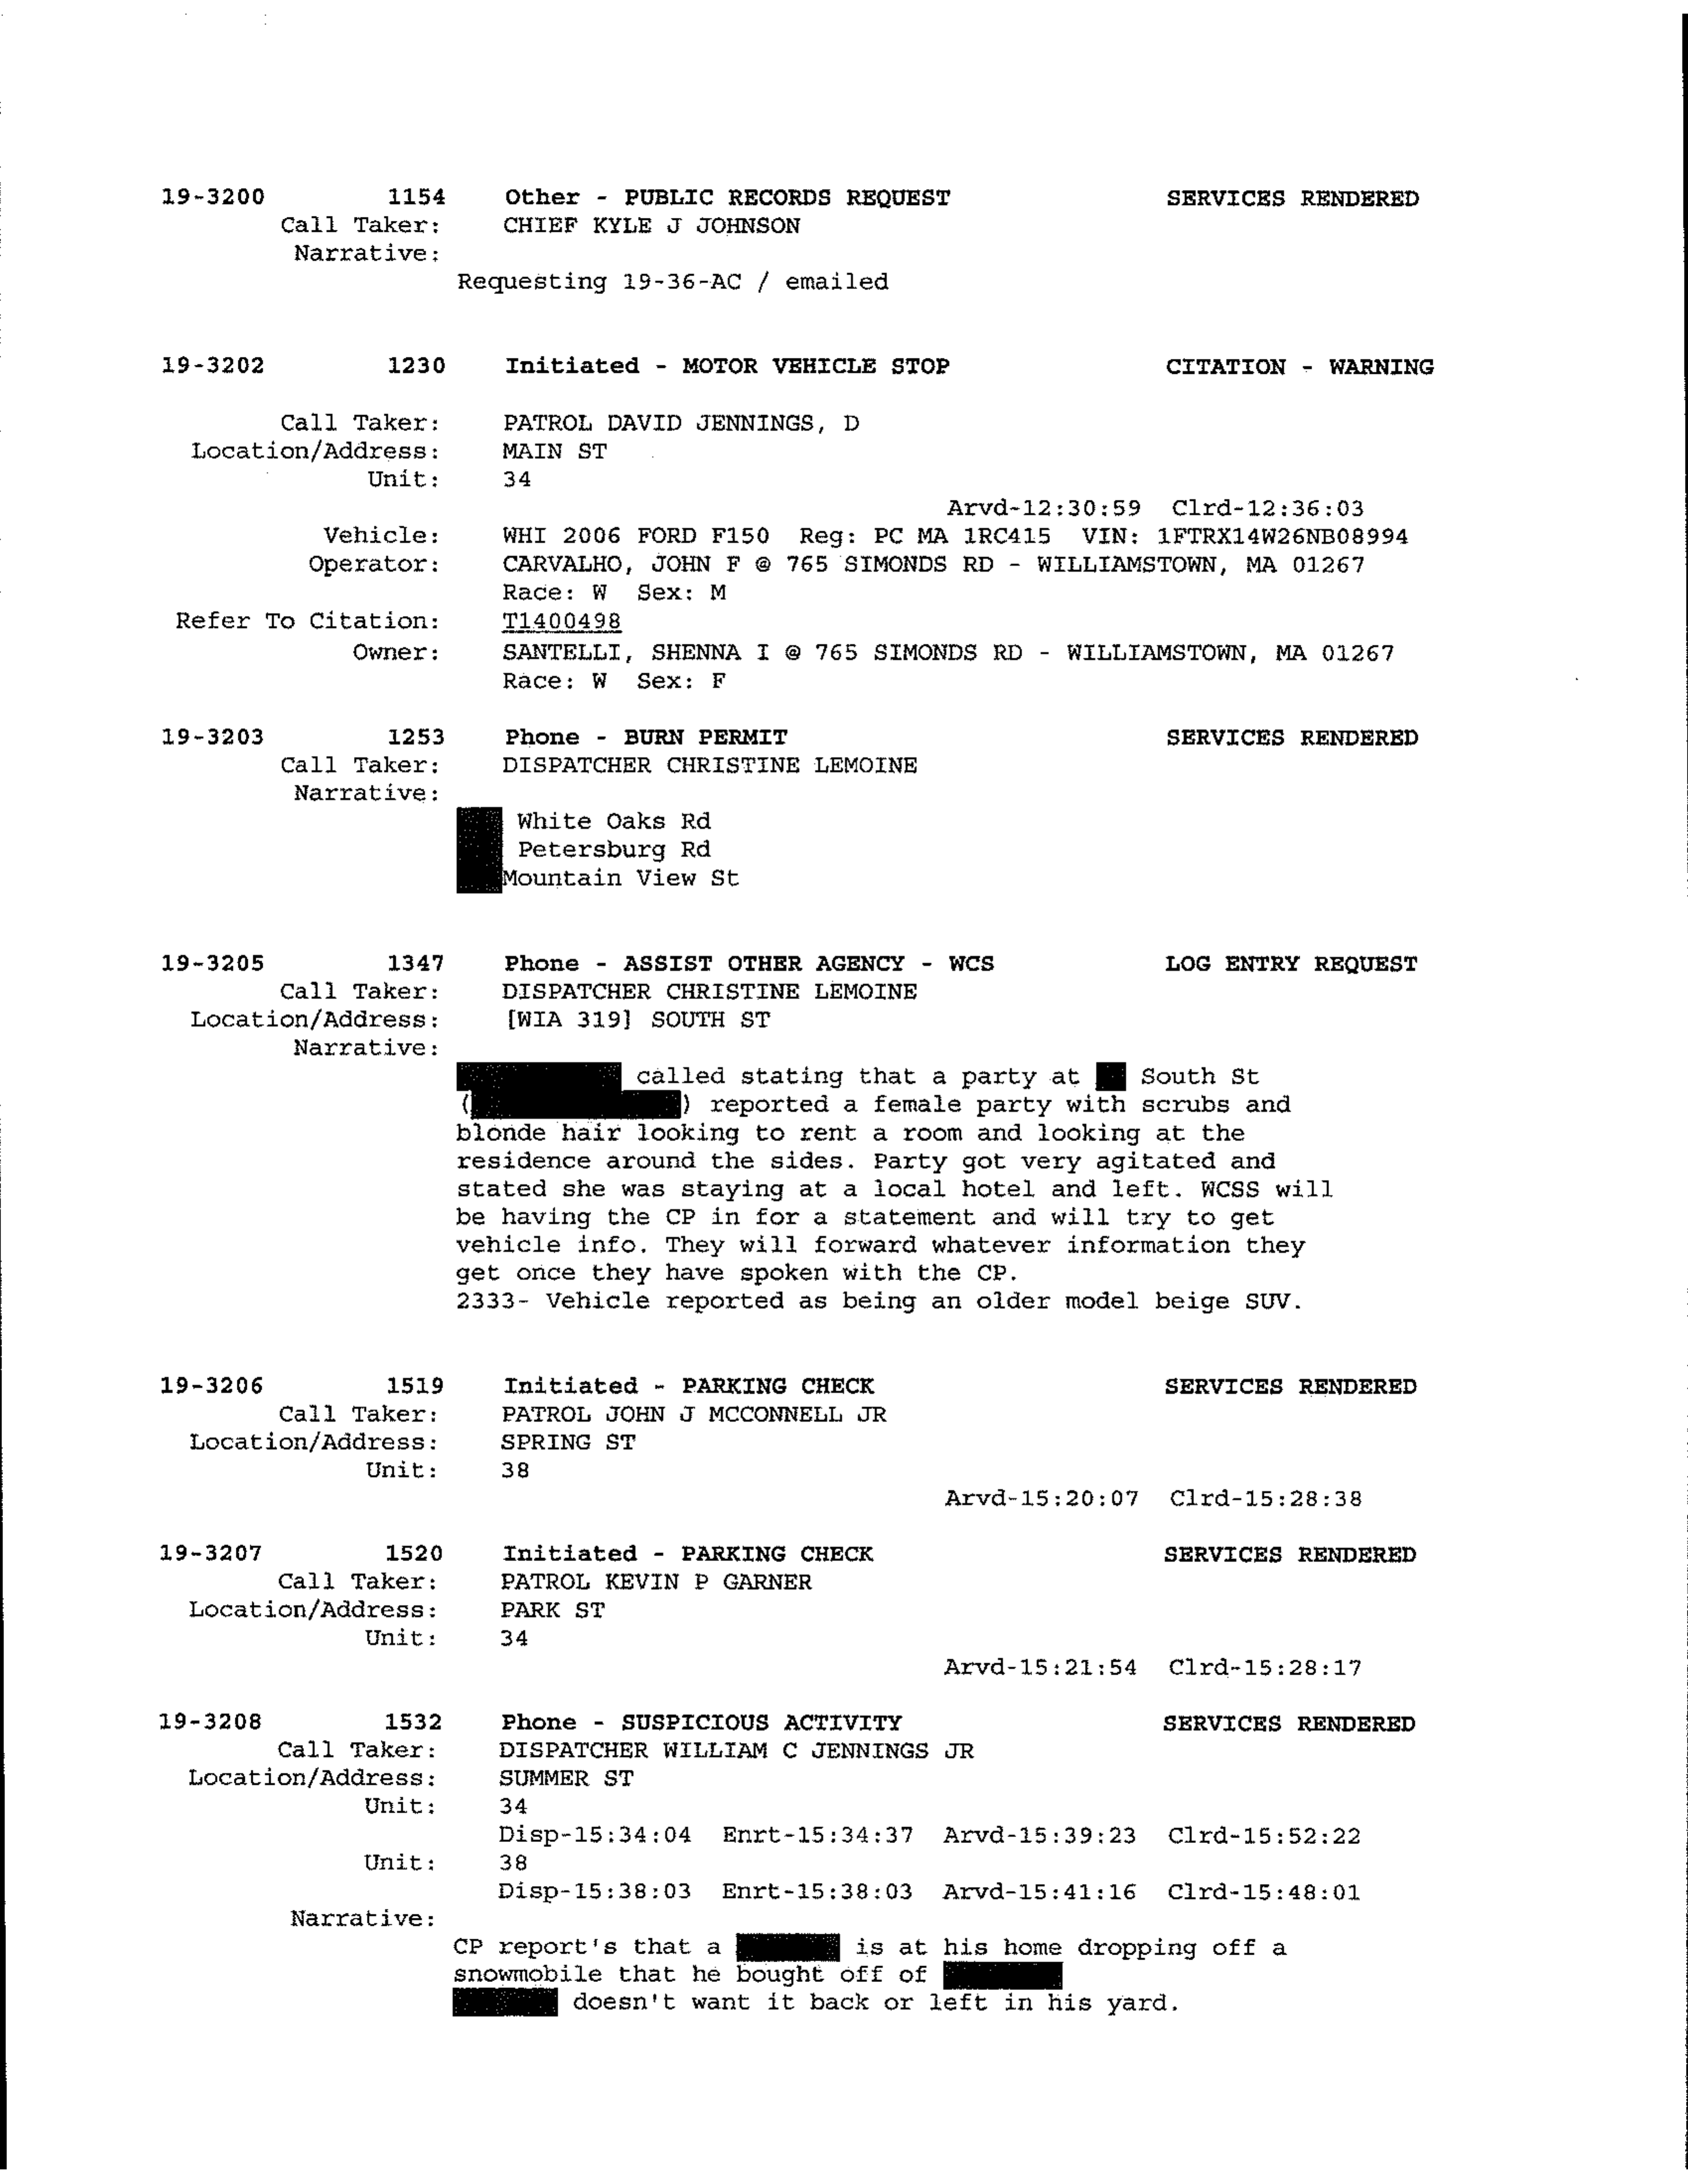 19-3200 1154 Other - PUBLIC RECORDS REQUEST SERVICES RENDERED
Call Taker: CHIEF KYLE J JOHNSON
Narrative:
Requesting 19-36-AC / emailed
19-3202 1230 Initiated - MOTOR VEHICLE STOP CITATION - WARNING
Call Taker: PATROL DAVID JENNINGS, D
Location/Address: MAIN ST
Unit: 34
Arvd-12:30:59 Clrd-12:36:03
Vehicle: WHI 2006 FORD F150 Reg: PC MA 1RC415 VIN: 1FTRX14W26NB08994
Operator: CARVALHO, JOHN F @ 765 SIMONDS RD - WILLIAMSTOWN, MA 01267
Race: W Sex: M
Refer To Citation: T1400498
Owner: SANTELLI, SHENNA I @ 765 SIMONDS RD - WILLIAMSTOWN, MA 01267
Race: W Sex: F
19-3203 1253 Phone - BURN PERMIT SERVICES RENDERED
Call Taker: DISPATCHER CHRISTINE LEMOINE
Narrative:
White Oaks Rd
Petersburg Rd
Mountain View St
19-3205 1347 Phone - ASSIST OTHER AGENCY - WCS LOG ENTRY REQUEST
Call Taker: DISPATCHER CHRISTINE LEMOINE
Location/Address: [WIA 319] SOUTH ST
Narrative:
called stating that a party at South St
( ) reported a female party with scrubs and
blonde hair looking to rent a room and looking at the
residence around the sides. Party got very agitated and
stated she was staying at a local hotel and left. WCSS will
be having the CP in for a statement and will try to get
vehicle info. They will forward whatever information they
get once they have spoken with the CP.
2333- Vehicle reported as being an older model beige SUV.
19-3206 1519 Initiated - PARKING CHECK SERVICES RENDERED
Call Taker: PATROL JOHN J MCCONNELL JR
Location/Address: SPRING ST
Unit: 38
Arvd-15:20:07 Clrd-15:28:38
19-3207 1520 Initiated - PARKING CHECK SERVICES RENDERED
Call Taker: PATROL KEVIN P GARNER
Location/Address: PARK ST
Unit: 34
Arvd-15:21:54 Clrd-15:28:17
19-3208 1532 Phone - SUSPICIOUS ACTIVITY SERVICES RENDERED
Call Taker: DISPATCHER WILLIAM C JENNINGS JR
Location/Address: SUMMER ST
Unit: 34
Disp-15:34:04 Enrt-15:34:37 Arvd-15:39:23 Clrd-15:52:22
Unit: 38
Disp-15:38:03 Enrt-15:38:03 Arvd-15:41:16 Clrd-15:48:01
Narrative:
CP report's that a is at his home dropping off a
snowmobile that he bought off of
doesn't want it back or left in his yard.